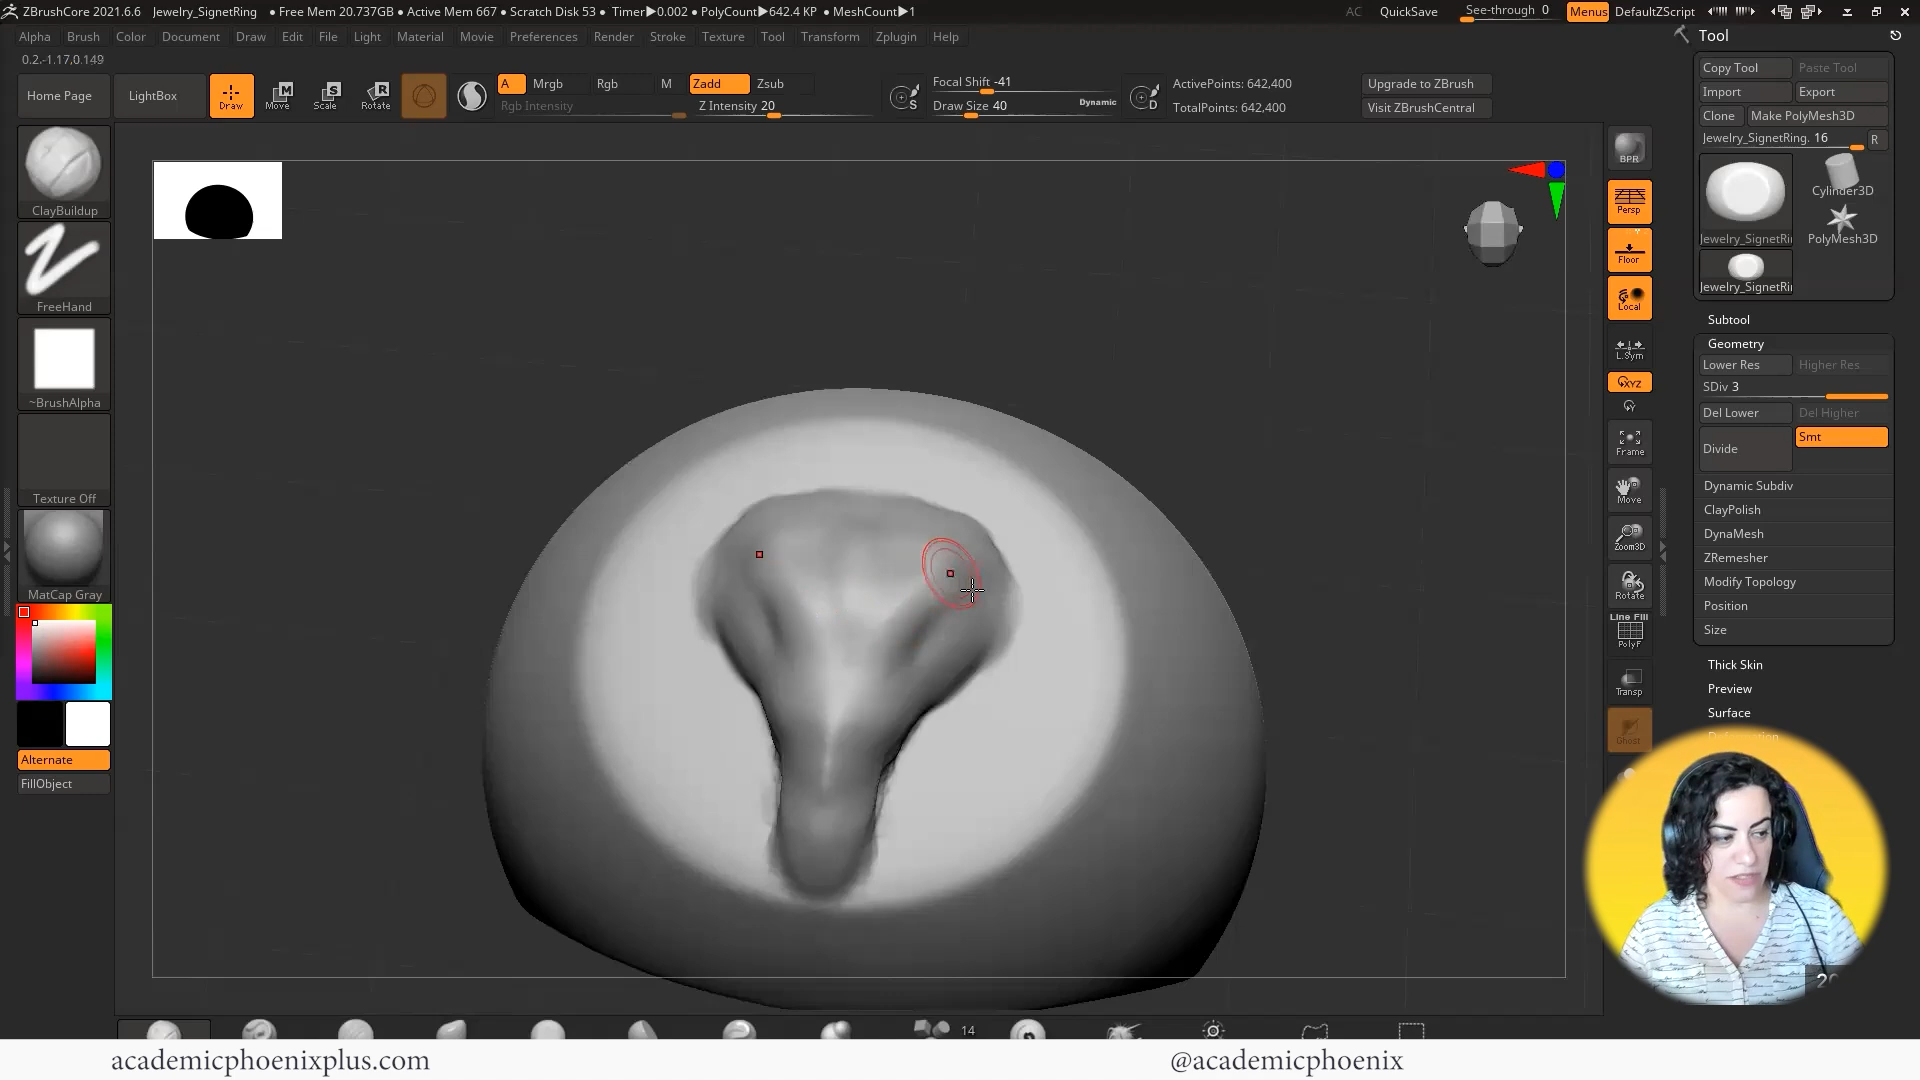 ZBrushCore 2021.6.6 Jewelry_SignetRing • Free Mem 20.737GB • Active Mem 667 • Scratch Disk 53 • Timer▶0.002 • PolyCount▶642.4 KP • MeshCount▶1 AC QuickSave See-through 0 Menus DefaultZScript
Alpha Brush Color Document Draw Edit File Light Material Movie Preferences Render Stroke Texture Tool Transform Zplugin Help
Tool
0.2,-1.17,0.149
Home Page LightBox Draw Move Scale Rotate A Mrgb Rgb M Zadd Zsub
Rgb Intensity Z Intensity 20
S Focal Shift -41
Draw Size 40 Dynamic D
ActivePoints: 642,400
TotalPoints: 642,400
Upgrade to ZBrush
Visit ZBrushCentral
Copy Tool Paste Tool
Import Export
Clone Make PolyMesh3D
Jewelry_SignetRing. 16 R
Cylinder3D
Jewelry_SignetRi PolyMesh3D
Jewelry_SignetRi
Subtool
Geometry
Lower Res Higher Res
SDiv 3
Del Lower Del Higher
Divide Smt
Dynamic Subdiv
ClayPolish
DynaMesh
ZRemesher
Modify Topology
Position
Size
Thick Skin
Preview
Surface
Deformation
ClayBuildup
FreeHand
~BrushAlpha
Texture Off
MatCap Gray
Alternate
FillObject
BPR
Persp
Floor
Local
L.Sym
XYZ
Y
Frame
Move
Zoom3D
Rotate
Line Fill
PolyF
Transp
Ghost
14
academicphoenixplus.com @academicphoenix